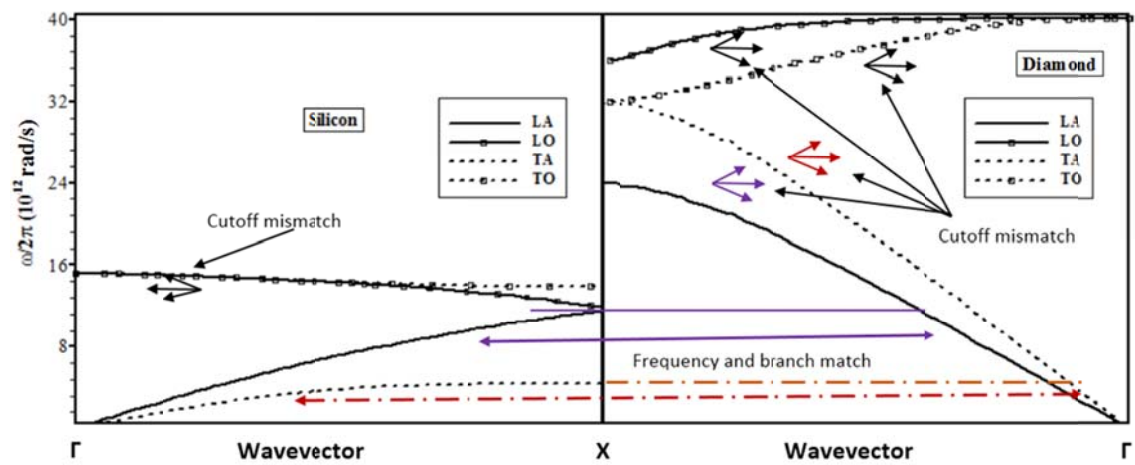 40
32
24
16
8
ω/2π (10¹² rad/s)
Silicon
LA
LO
TA
TO
Cutoff mismatch
Diamond
LA
LO
TA
TO
Cutoff mismatch
Frequency and branch match
Γ
Wavevector
X
Wavevector
Γ